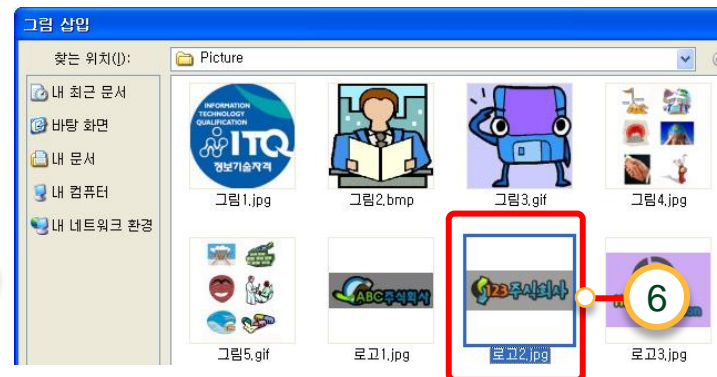 그림 삽입
찾는 위치(I):
Picture
내 최근 문서
바탕 화면
내 문서
내 컴퓨터
내 네트워크 환경
INFORMATION
TECHNOLOGY
QUALIFICATION
ITQ
정보기술자격
그림1.jpg
그림2.bmp
그림3.gif
그림4.jpg
ABC주식회사
123주식회사
6
그림5.gif
로고1.jpg
로고2.jpg
로고3.jpg